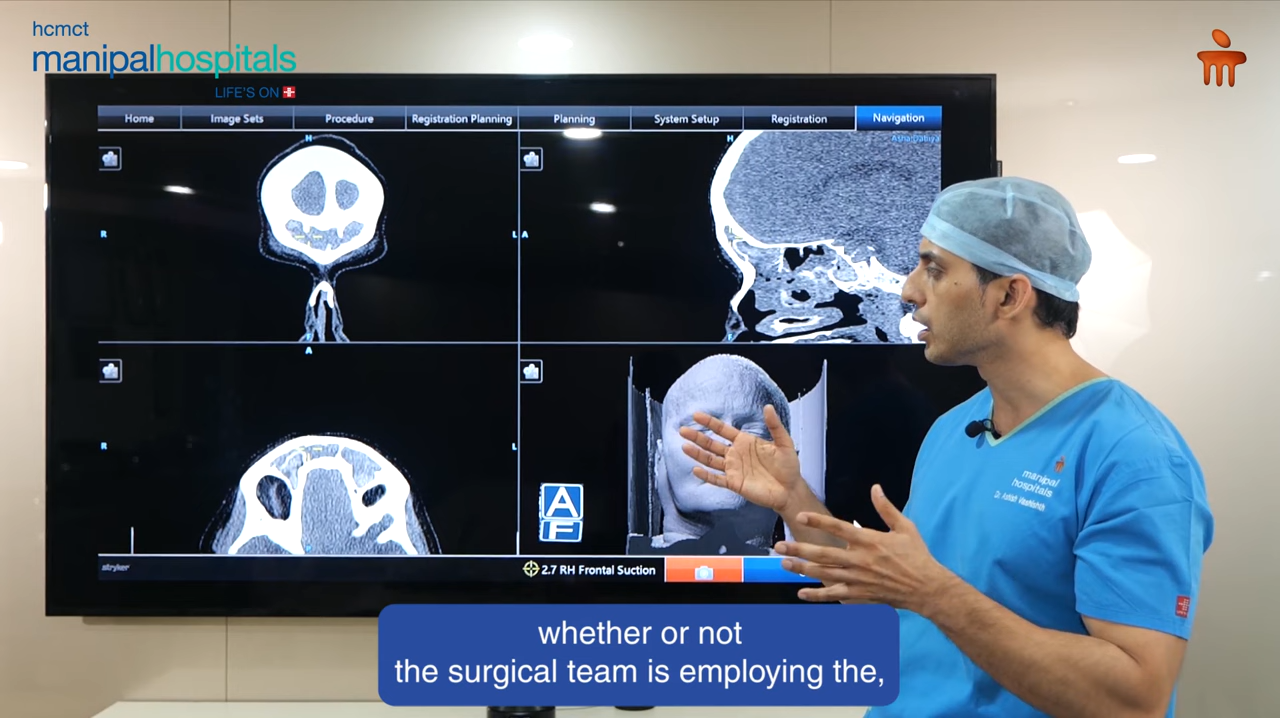 hcmct
manipalhospitals
LIFE'S ON
Home
Image Sets
Procedure
Registration Planning
Planning
System Setup
Registration
Navigation
H
H
R
L
A
A
R
L
A
F
stryker
2.7 RH Frontal Suction
manipal
hospitals
whether or not
the surgical team is employing the,